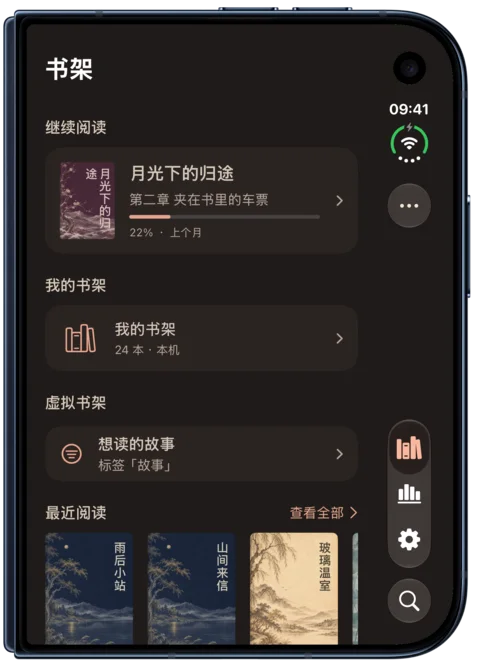 书架
09:41
继续阅读
月光下的归途
月光下的归途
第二章 夹在书里的车票
22% · 上个月
我的书架
我的书架
24 本 · 本机
虚拟书架
想读的故事
标签「故事」
最近阅读
查看全部
雨后小站
山间来信
玻璃温室